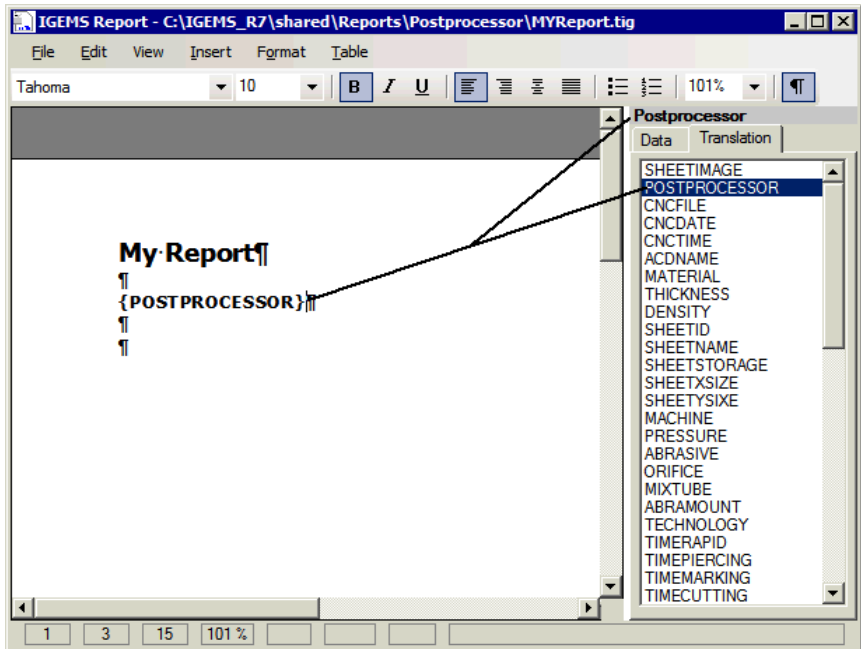 IGEMS Report - C:\IGEMS_R7\shared\Reports\Postprocessor\MYReport.tig
File Edit View Insert Format Table
Tahoma 10 B I U 101% ¶
Postprocessor
Data Translation
SHEETIMAGE
POSTPROCESSOR
CNCFILE
CNCDATE
CNCTIME
ACDNAME
MATERIAL
THICKNESS
DENSITY
SHEETID
SHEETNAME
SHEETSTORAGE
SHEETXSIZE
SHEETYSIXE
MACHINE
PRESSURE
ABRASIVE
ORIFICE
MIXTUBE
ABRAMOUNT
TECHNOLOGY
TIMERAPID
TIMEPIERCING
TIMEMARKING
TIMECUTTING
My·Report¶
¶
{POSTPROCESSOR}¶
¶
¶
1 3 15 101 %